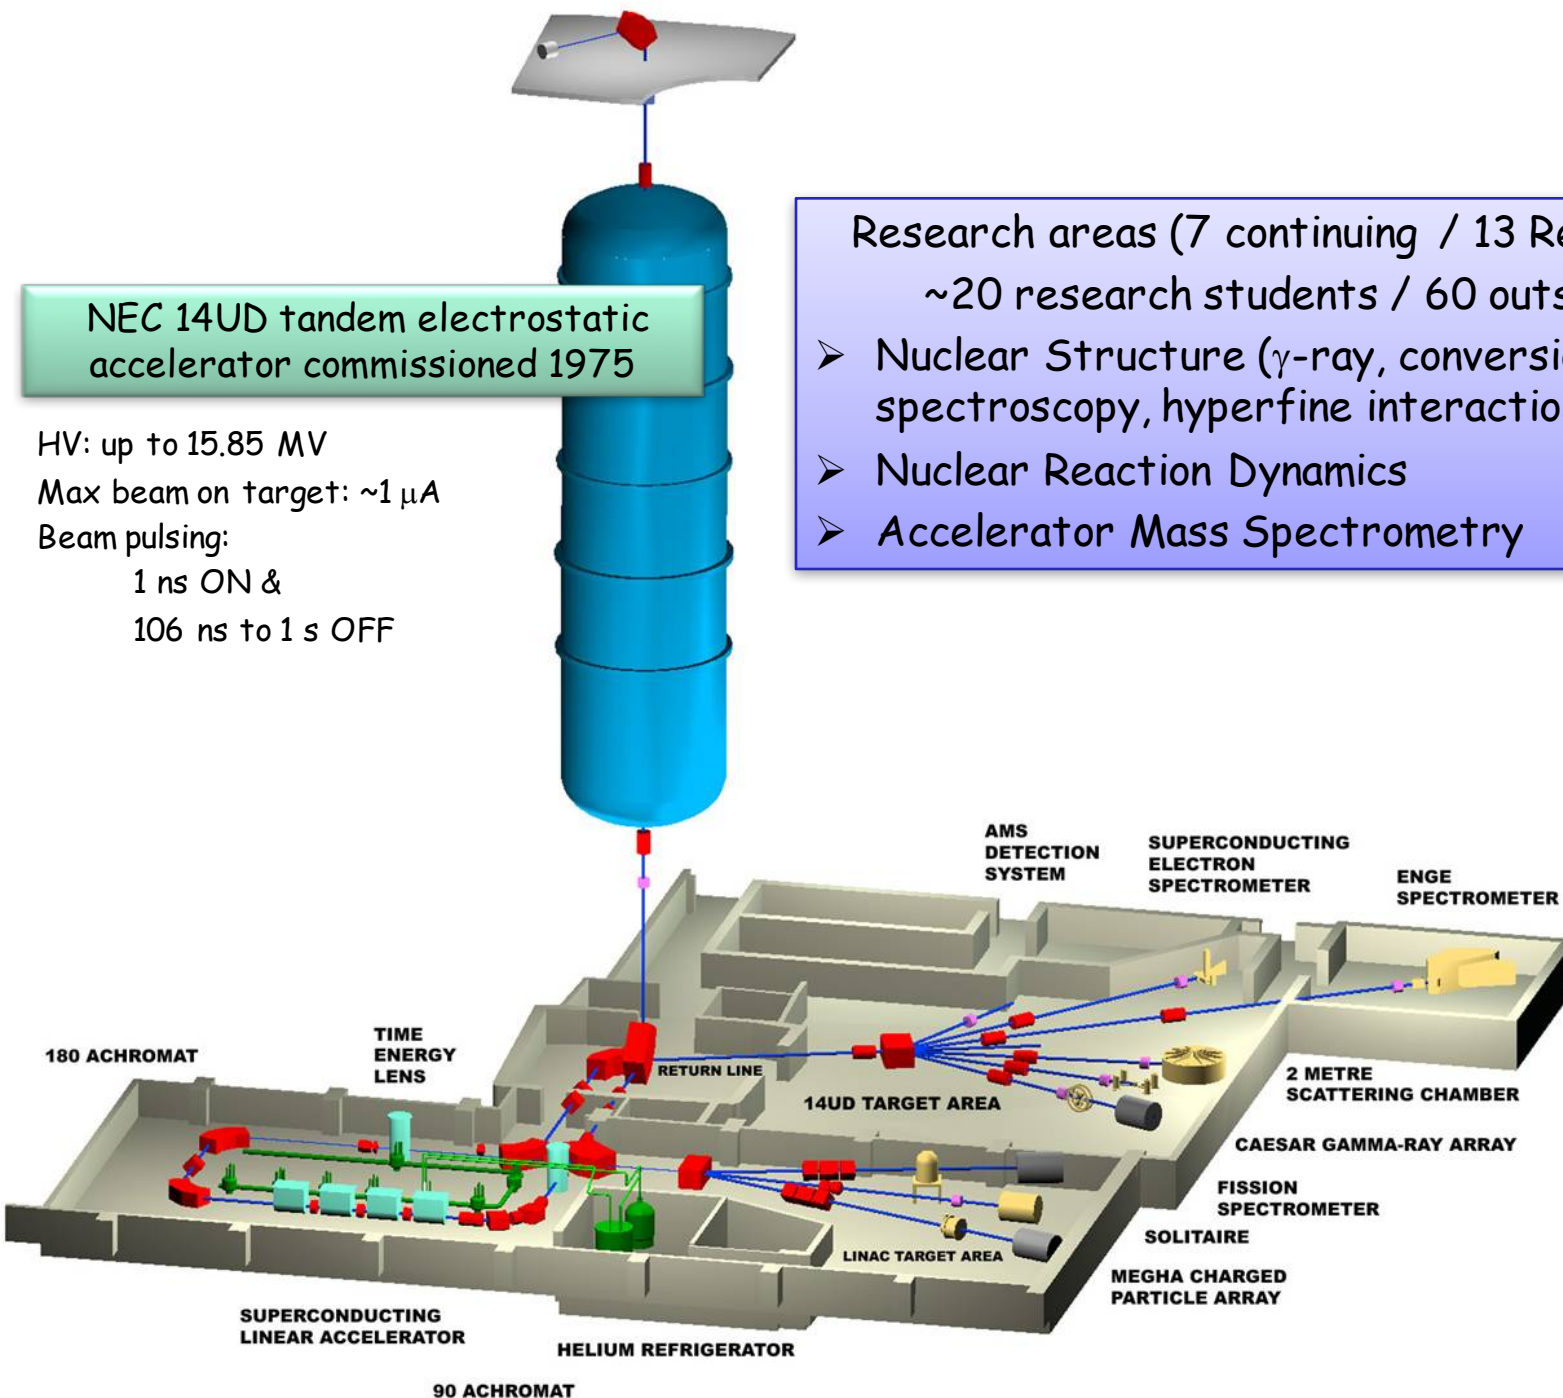 NEC 14UD tandem electrostatic
accelerator commissioned 1975
HV: up to 15.85 MV
Max beam on target: ~1 μA
Beam pulsing:
1 ns ON &
106 ns to 1 s OFF
Research areas (7 continuing / 13 Re
~20 research students / 60 outs
➢ Nuclear Structure (γ-ray, conversi
spectroscopy, hyperfine interaction
➢ Nuclear Reaction Dynamics
➢ Accelerator Mass Spectrometry
AMS
DETECTION
SYSTEM
SUPERCONDUCTING
ELECTRON
SPECTROMETER
ENGE
SPECTROMETER
180 ACHROMAT
TIME
ENERGY
LENS
RETURN LINE
14UD TARGET AREA
2 METRE
SCATTERING CHAMBER
CAESAR GAMMA-RAY ARRAY
FISSION
SPECTROMETER
SOLITAIRE
LINAC TARGET AREA
MEGHA CHARGED
PARTICLE ARRAY
SUPERCONDUCTING
LINEAR ACCELERATOR
HELIUM REFRIGERATOR
90 ACHROMAT